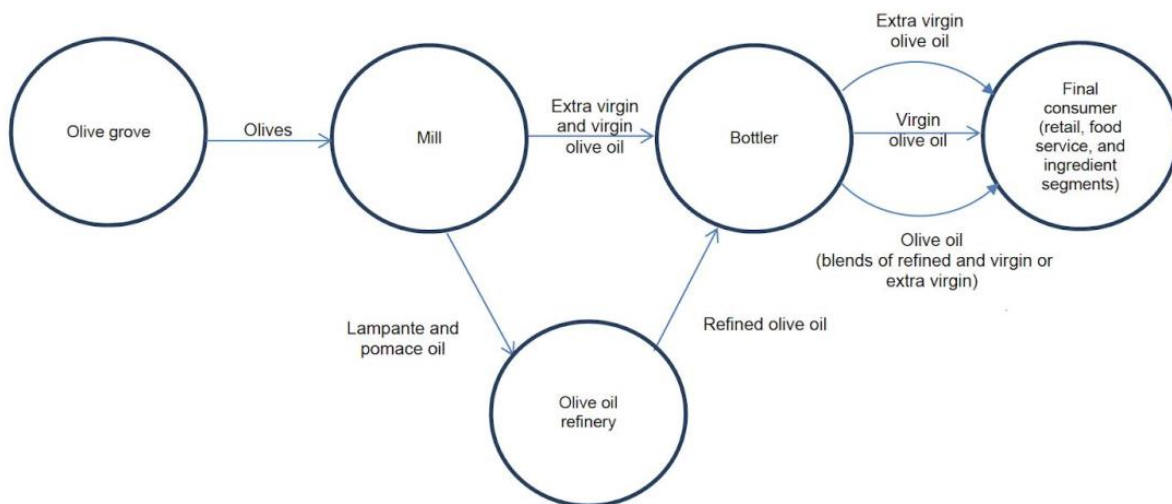 Olive grove
Olives
Mill
Extra virgin
and virgin
olive oil
Bottler
Extra virgin
olive oil
Virgin
olive oil
Olive oil
(blends of refined and virgin or
extra virgin)
Final
consumer
(retail, food
service, and
ingredient
segments)
Lampante and
pomace oil
Olive oil
refinery
Refined olive oil